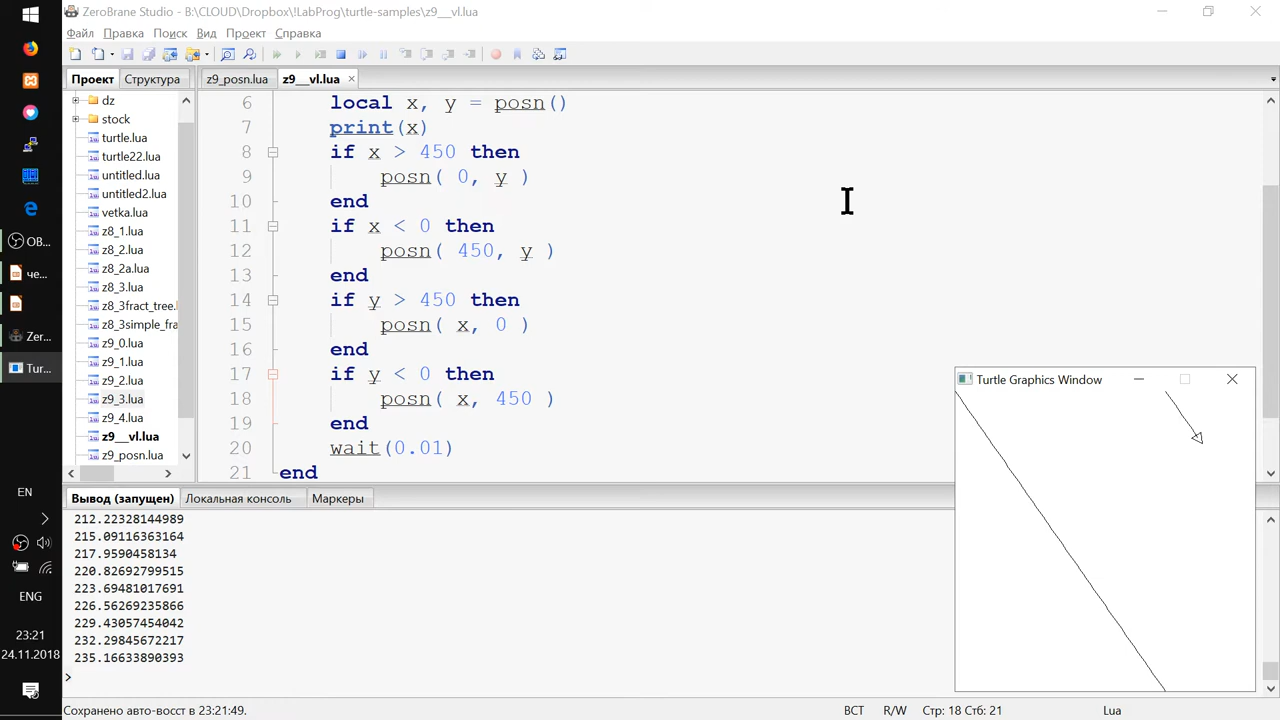 ZeroBrane Studio - B:\CLOUD\Dropbox\!LabProg\turtle-samples\z9__vl.lua
Файл Правка Поиск Вид Проект Справка
Проект Структура
z9_posn.lua z9__vl.lua
dz
stock
turtle.lua
turtle22.lua
untitled.lua
untitled2.lua
vetka.lua
z8_1.lua
z8_2.lua
z8_2a.lua
z8_3.lua
z8_3fract_tree.l
z8_3simple_fra
z9_0.lua
z9_1.lua
z9_2.lua
z9_3.lua
z9_4.lua
z9__vl.lua
z9_posn.lua
6 local x, y = posn()
7 print(x)
8 if x > 450 then
9 posn( 0, y )
10 end
11 if x < 0 then
12 posn( 450, y )
13 end
14 if y > 450 then
15 posn( x, 0 )
16 end
17 if y < 0 then
18 posn( x, 450 )
19 end
20 wait(0.01)
21 end
Turtle Graphics Window
Вывод (запущен) Локальная консоль Маркеры
212.22328144989
215.09116363164
217.9590458134
220.82692799515
223.69481017691
226.56269235866
229.43057454042
232.29845672217
235.16633890393
>
Сохранено авто-восст в 23:21:49.
ВСТ R/W Стр: 18 Стб: 21 Lua
OB...
че...
Zer...
Tur...
EN
ENG
23:21
24.11.2018